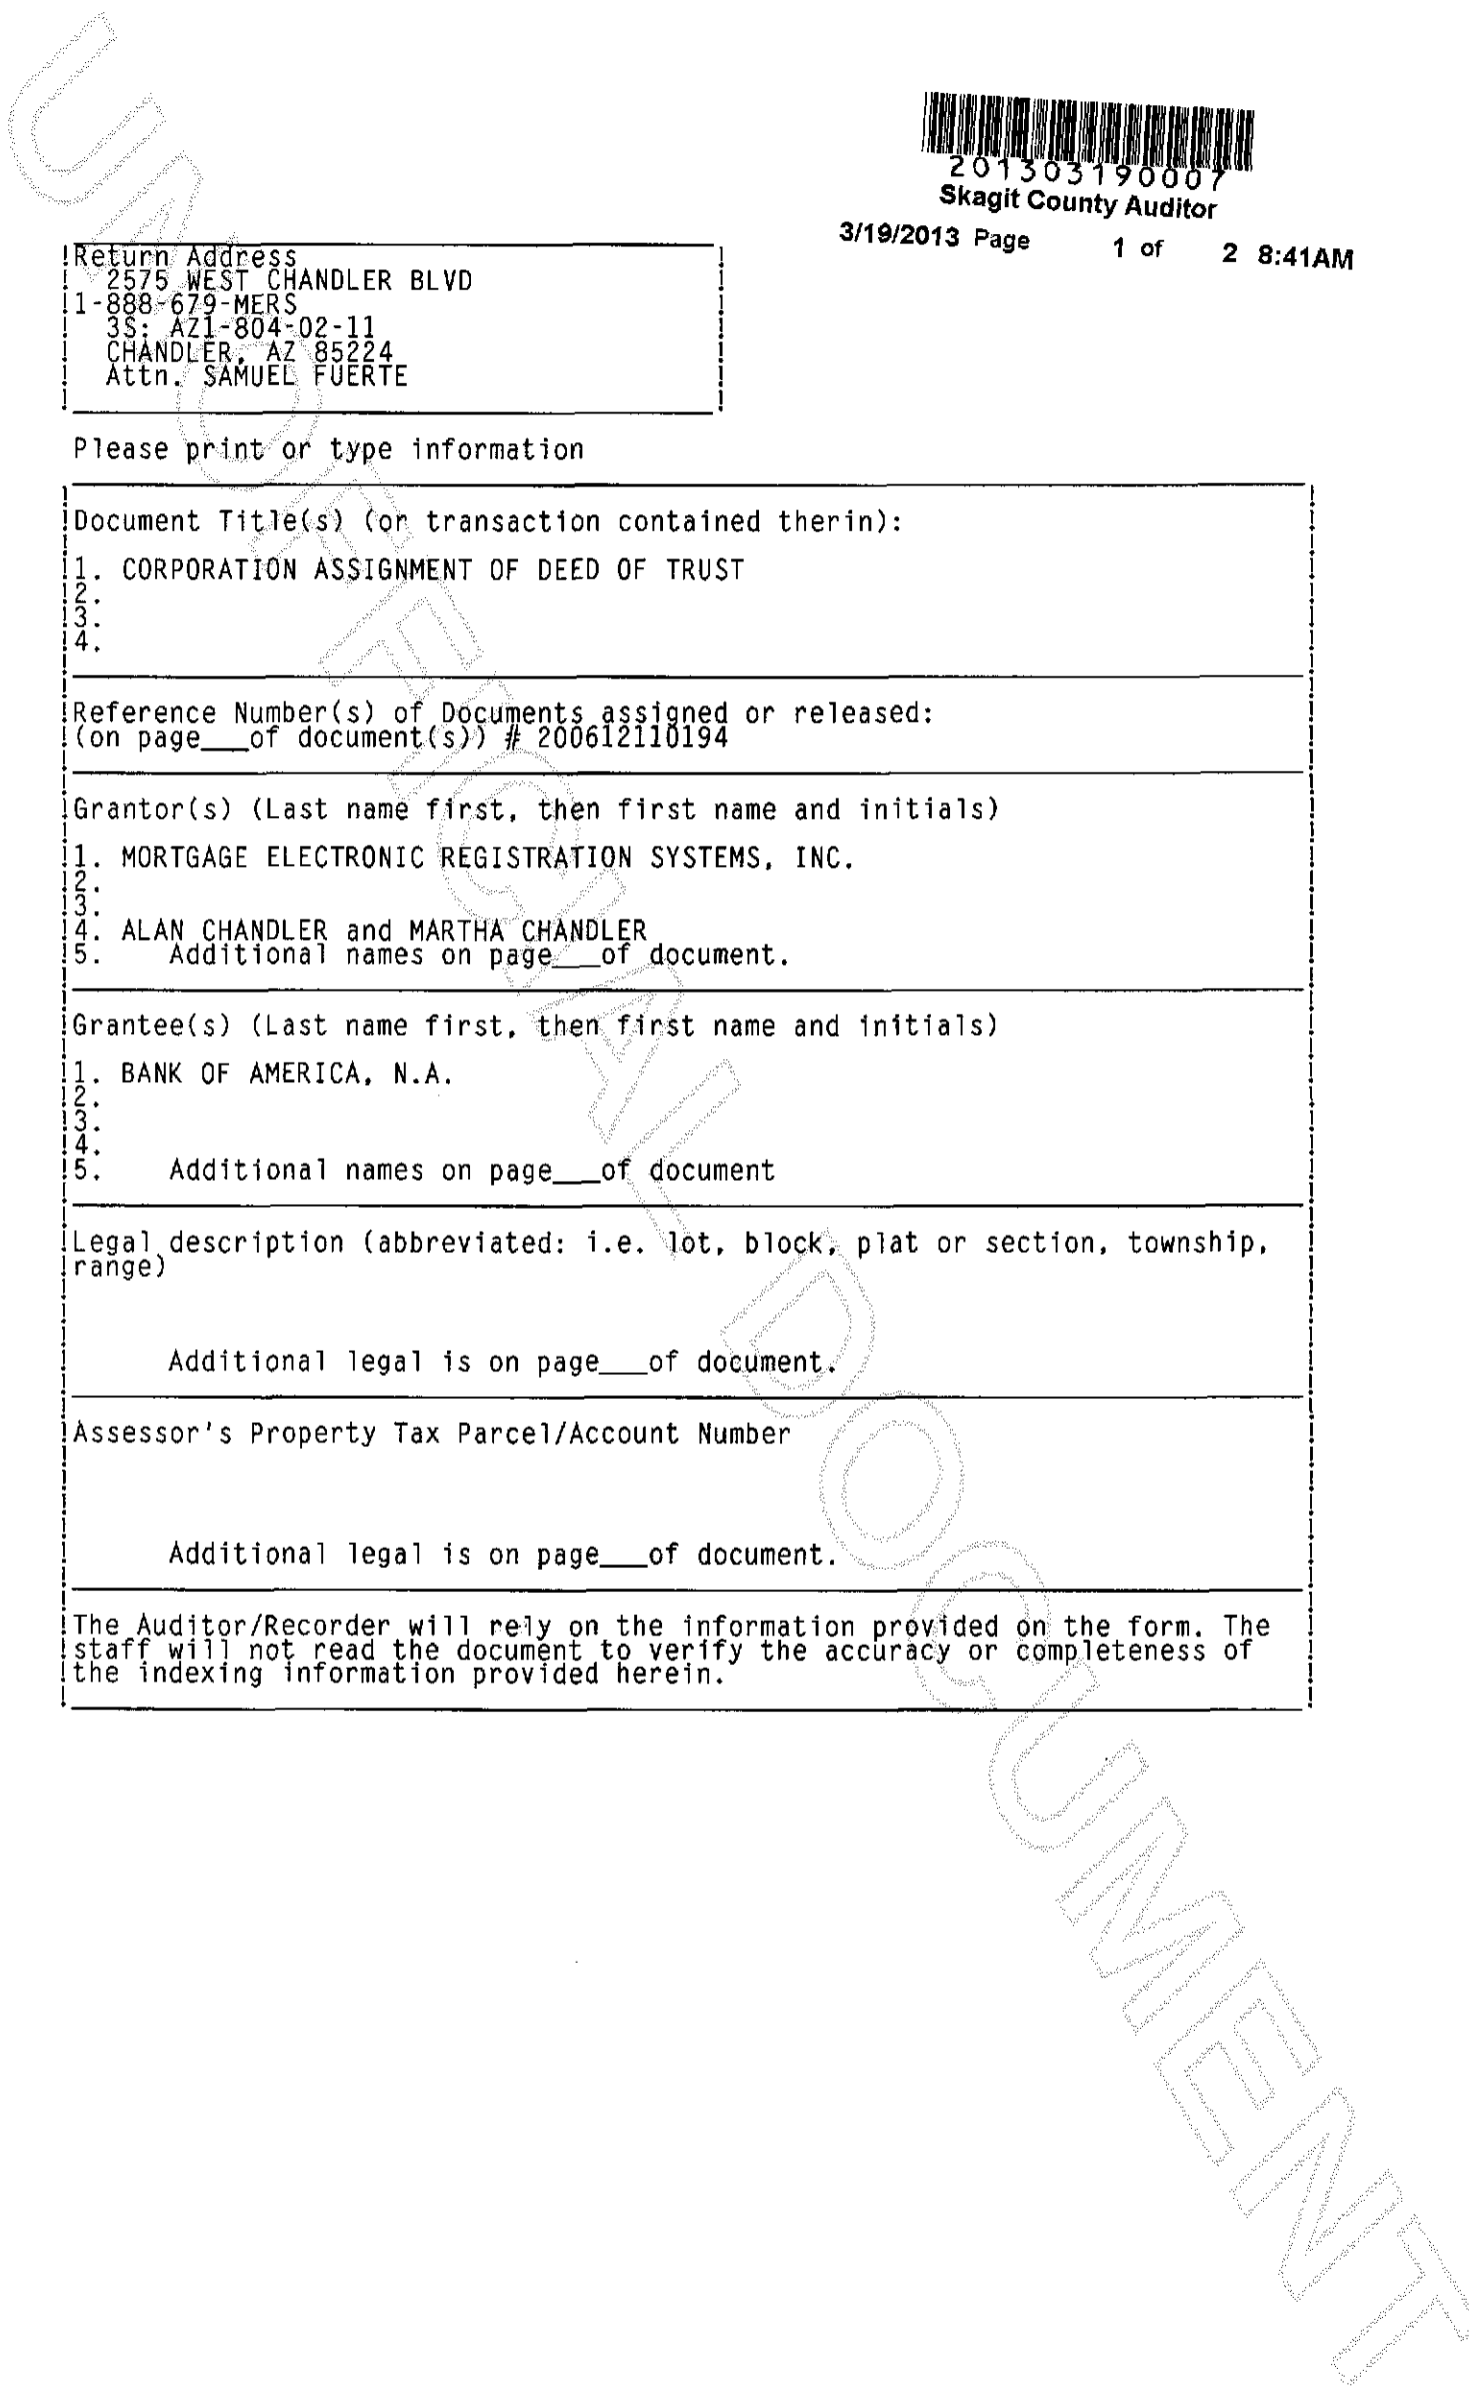 201303190007
Skagit County Auditor
3/19/2013 Page 1 of 2 8:41AM
Return Address
2575 WEST CHANDLER BLVD
1-888-679-MERS
3S: AZ1-804-02-11
CHANDLER, AZ 85224
Attn. SAMUEL FUERTE
Please print or type information
Document Title(s) (or transaction contained therin):
1. CORPORATION ASSIGNMENT OF DEED OF TRUST
2.
3.
4.
Reference Number(s) of Documents assigned or released:
(on page___of document(s)) # 200612110194
Grantor(s) (Last name first, then first name and initials)
1. MORTGAGE ELECTRONIC REGISTRATION SYSTEMS, INC.
2.
3.
4. ALAN CHANDLER and MARTHA CHANDLER
5. Additional names on page___of document.
Grantee(s) (Last name first, then first name and initials)
1. BANK OF AMERICA, N.A.
2.
3.
4.
5. Additional names on page___of document
Legal description (abbreviated: i.e. lot, block, plat or section, township,
range)
Additional legal is on page___of document.
Assessor's Property Tax Parcel/Account Number
Additional legal is on page___of document.
The Auditor/Recorder will rely on the information provided on the form. The
staff will not read the document to verify the accuracy or completeness of
the indexing information provided herein.
UNOFFICIAL DOCUMENT